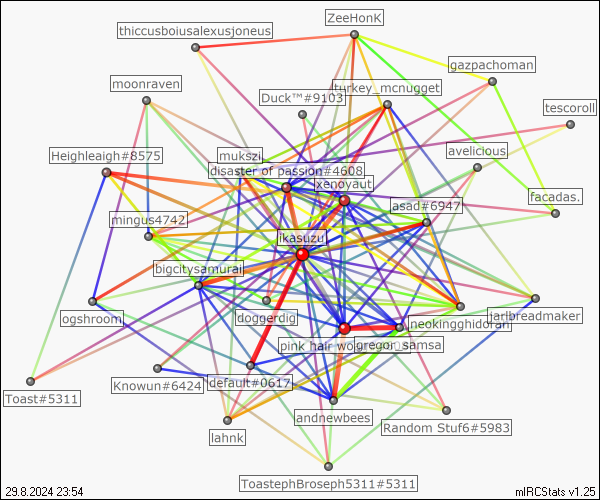 ZeeHonK
thiccusboiusalexusjoneus
gazpachoman
moonraven
turkey_mcnugget
Duck™#9103
tescoroll
avelicious
mukszi
Heighleaigh#8575
disaster of passion#4608
xenoyaut
facadas.
asad#6947
mingus4742
ikasuzu
bigcitysamurai
ogshroom
doggerdig
jarlbreadmaker
neokingghidorah
pink hair wo
gregor_samsa
Toast#5311
Knowun#6424
default#0617
andnewbees
Random Stuf6#5983
lahnk
ToastephBroseph5311#5311
29.8.2024 23:54
mIRCStats v1.25